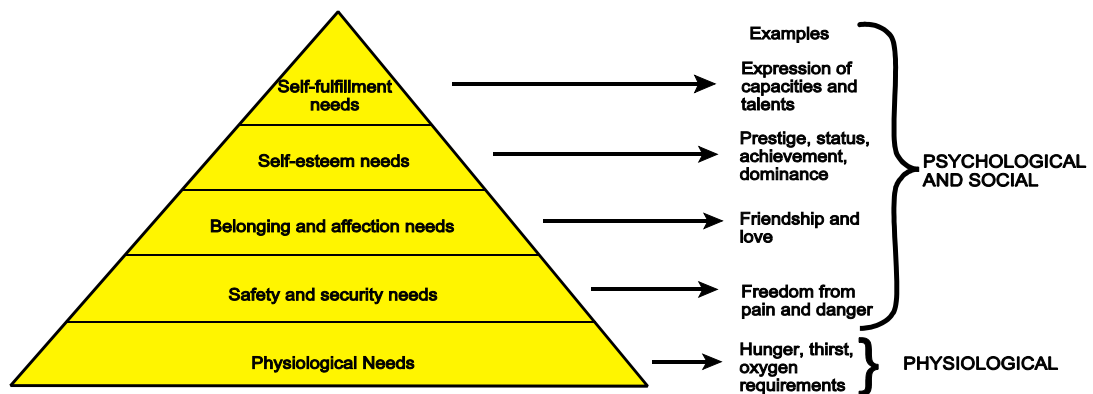 Examples
Self-fulfillment
needs
Expression of
capacities and
talents
Self-esteem needs
Prestige, status,
achievement,
dominance
PSYCHOLOGICAL
AND SOCIAL
Belonging and affection needs
Friendship and
love
Safety and security needs
Freedom from
pain and danger
Physiological Needs
Hunger, thirst,
oxygen
requirements
PHYSIOLOGICAL